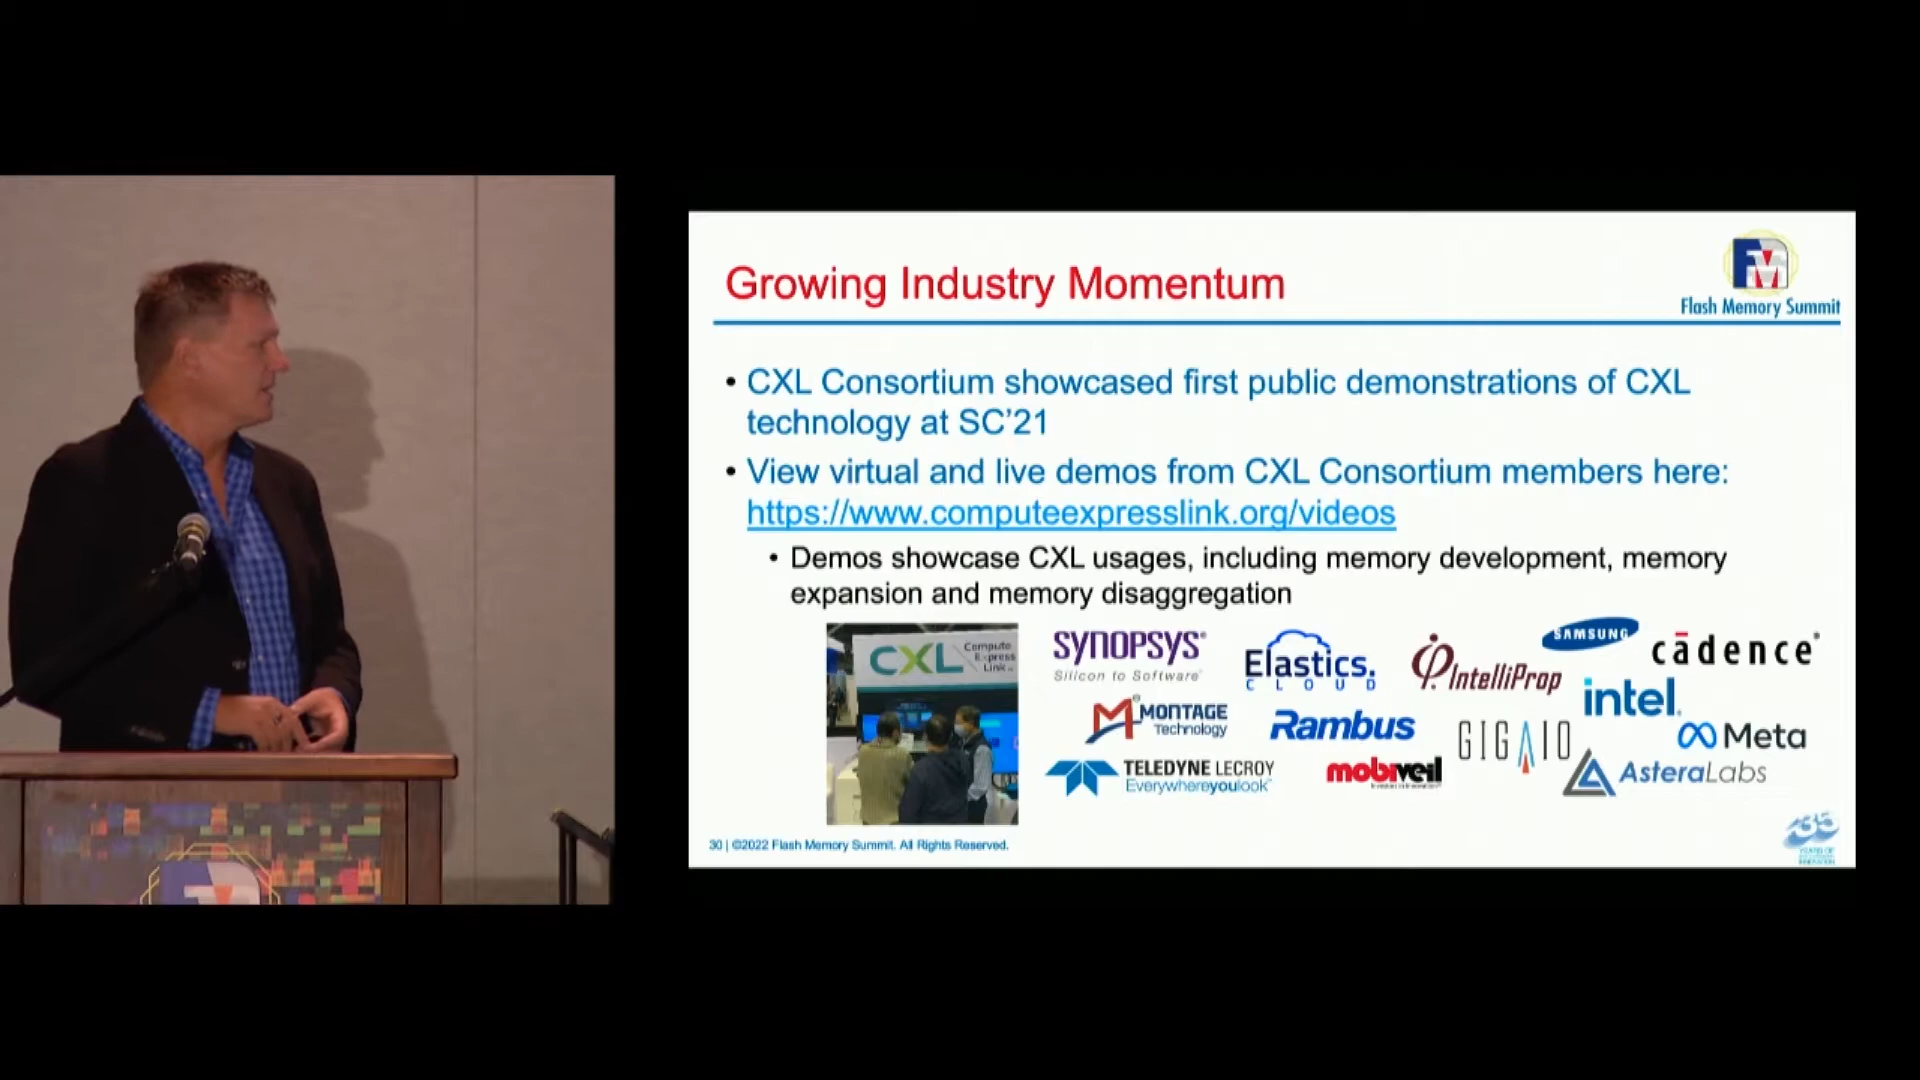 Growing Industry Momentum
Flash Memory Summit
• CXL Consortium showcased first public demonstrations of CXL
technology at SC'21
• View virtual and live demos from CXL Consortium members here:
https://www.computeexpresslink.org/videos
• Demos showcase CXL usages, including memory development, memory
expansion and memory disaggregation
CXL
Compute
Express
Link
SYNOPSYS®
Silicon to Software
Elastics.
CLOUD
IntelliProp
SAMSUNG
cādence®
MONTAGE
Technology
Rambus
GIGAIO
intel.
Meta
TELEDYNE LECROY
Everywhereyoulook
mobiveil
AsteraLabs
30 | ©2022 Flash Memory Summit. All Rights Reserved.
35
YEARS OF